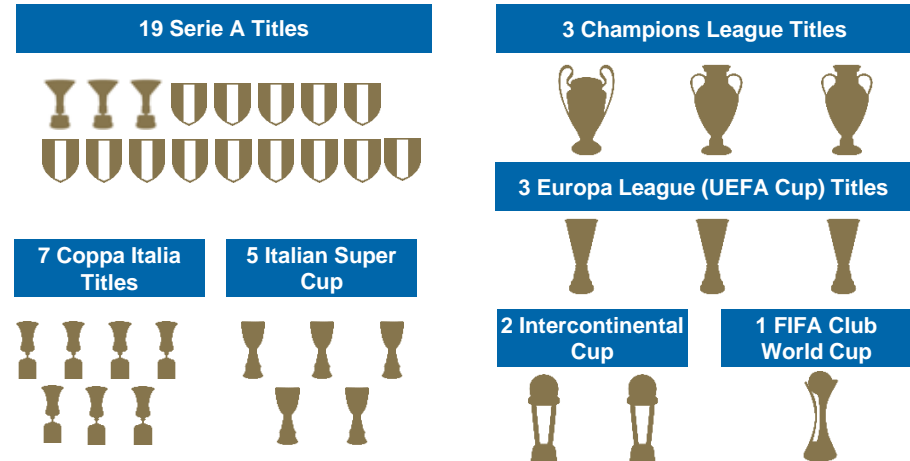 19 Serie A Titles
3 Champions League Titles
3 Europa League (UEFA Cup) Titles
7 Coppa Italia
Titles
5 Italian Super
Cup
2 Intercontinental
Cup
1 FIFA Club
World Cup